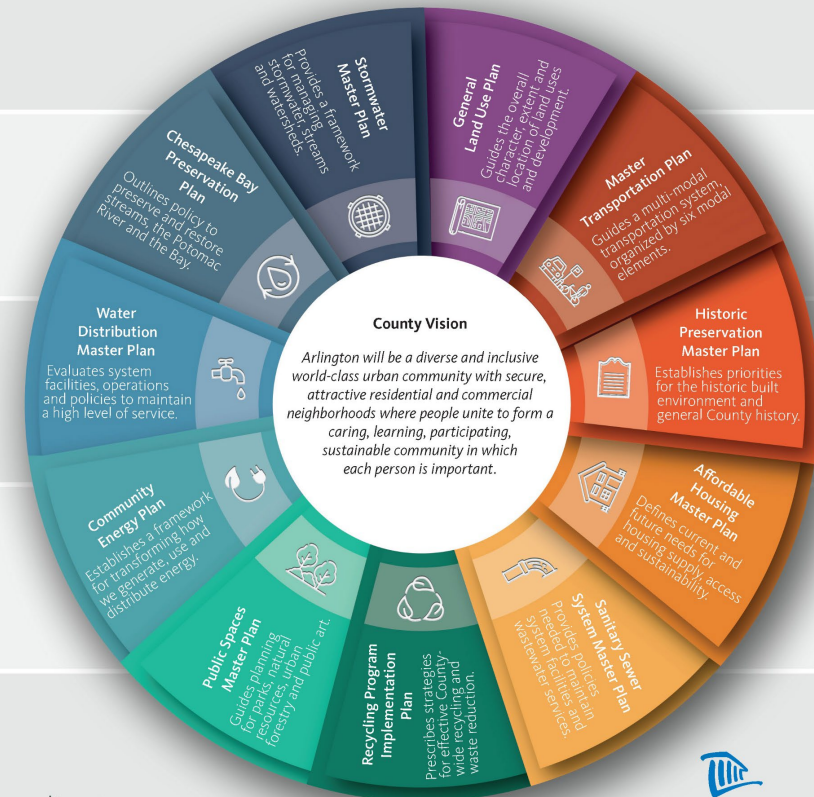 County Vision
Arlington will be a diverse and inclusive
world-class urban community with secure,
attractive residential and commercial
neighborhoods where people unite to form a
caring, learning, participating,
sustainable community in which
each person is important.
General
Land Use Plan
Guides the overall
character, extent and
location of land uses
and development.
Master
Transportation Plan
Guides a multi-modal
transportation system,
organized by six modal
elements.
Historic
Preservation
Master Plan
Establishes priorities
for the historic built
environment and
general County history.
Affordable
Housing
Master Plan
Defines current and
future needs for
housing supply, access
and sustainability.
Sanitary Sewer
System Master Plan
Provides policies
needed to maintain
system facilities and
wastewater services.
Recycling Program
Implementation
Plan
Prescribes strategies
for effective County-
wide recycling and
waste reduction.
Public Spaces
Master Plan
Guides planning
for parks, natural
resources, urban
forestry and public art.
Community
Energy Plan
Establishes a framework
for transforming how
we generate, use and
distribute energy.
Water
Distribution
Master Plan
Evaluates system
facilities, operations
and policies to maintain
a high level of service.
Chesapeake Bay
Preservation
Plan
Outlines policy to
preserve and restore
streams, the Potomac
River and the Bay.
Stormwater
Master Plan
Provides a framework
for managing
stormwater, streams
and watersheds.